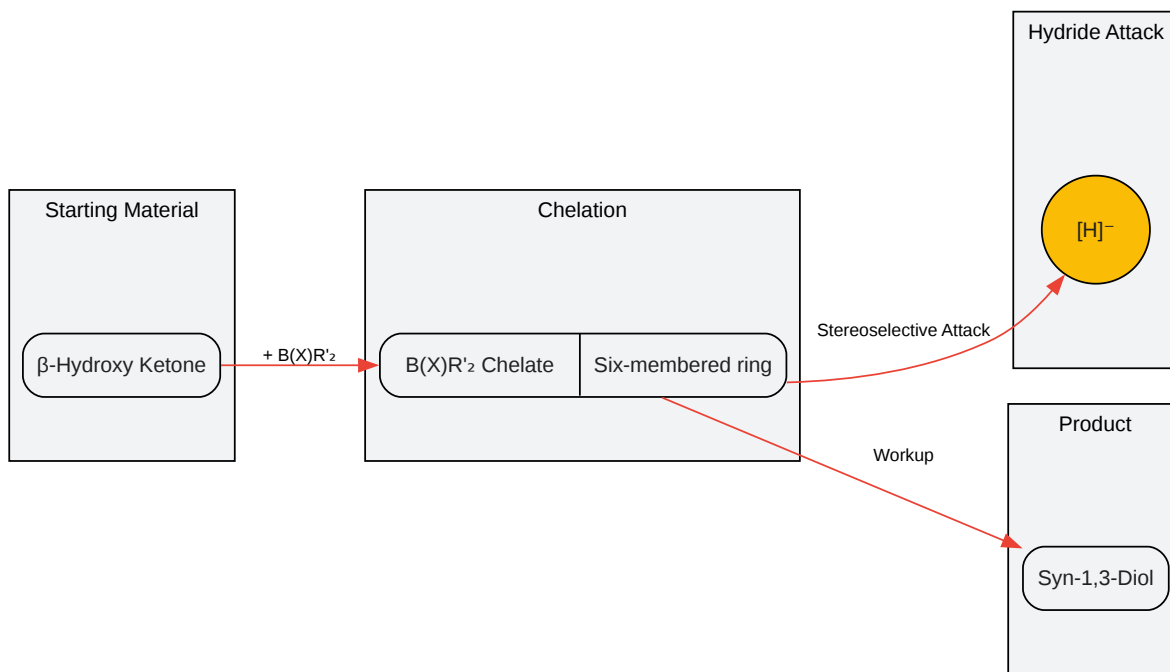 Starting Material
β-Hydroxy Ketone
+ B(X)R'₂
Chelation
B(X)R'₂ Chelate
Six-membered ring
Stereoselective Attack
Hydride Attack
[H]⁻
Workup
Product
Syn-1,3-Diol